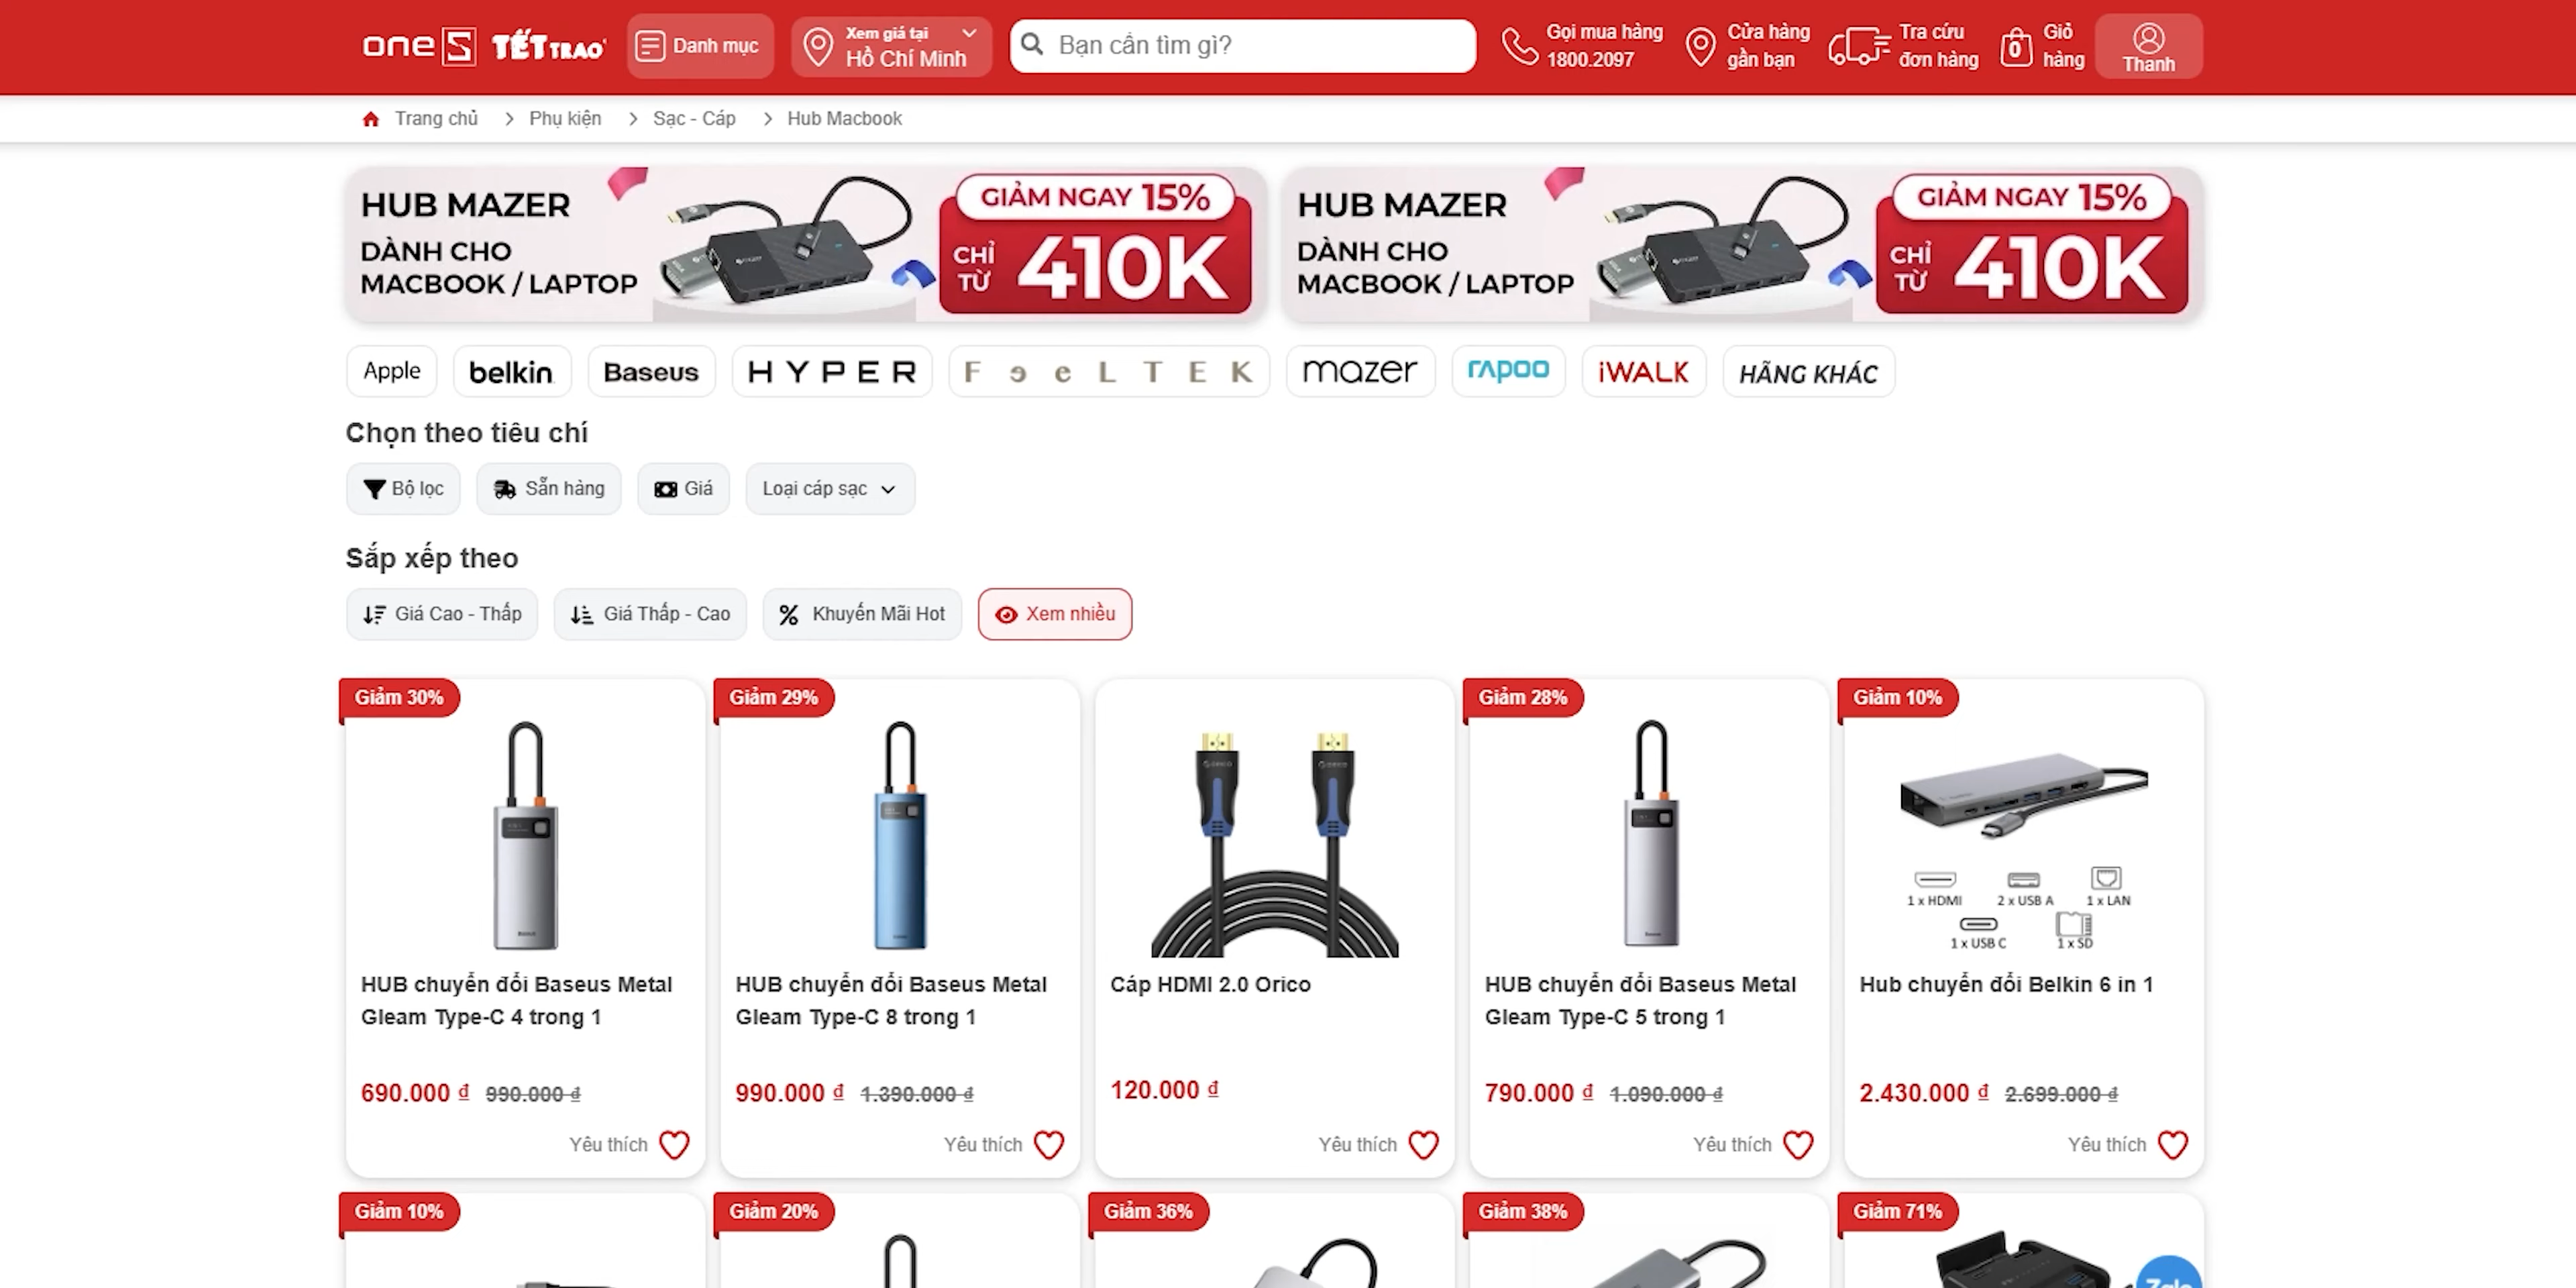 one S TẾT TRAO
Danh mục
Xem giá tại
Hồ Chí Minh
Bạn cần tìm gì?
Gọi mua hàng
1800.2097
Cửa hàng
gần bạn
Tra cứu
đơn hàng
0
Giỏ
hàng
Thanh
Trang chủ > Phụ kiện > Sạc - Cáp > Hub Macbook
HUB MAZER
DÀNH CHO
MACBOOK / LAPTOP
GIẢM NGAY 15%
CHỈ
TỪ 410K
HUB MAZER
DÀNH CHO
MACBOOK / LAPTOP
GIẢM NGAY 15%
CHỈ
TỪ 410K
Apple
belkin
Baseus
HYPER
FɘeLTEK
mazer
rapoo
iWALK
HÃNG KHÁC
Chọn theo tiêu chí
Bộ lọc
Sẵn hàng
Giá
Loại cáp sạc
Sắp xếp theo
Giá Cao - Thấp
Giá Thấp - Cao
Khuyến Mãi Hot
Xem nhiều
Giảm 30%
HUB chuyển đổi Baseus Metal
Gleam Type-C 4 trong 1
690.000 ₫ 990.000 ₫
Yêu thích
Giảm 29%
HUB chuyển đổi Baseus Metal
Gleam Type-C 8 trong 1
990.000 ₫ 1.390.000 ₫
Yêu thích
Cáp HDMI 2.0 Orico
120.000 ₫
Yêu thích
Giảm 28%
HUB chuyển đổi Baseus Metal
Gleam Type-C 5 trong 1
790.000 ₫ 1.090.000 ₫
Yêu thích
Giảm 10%
1 x HDMI
2 x USB A
1 x LAN
1 x USB C
1 x SD
Hub chuyển đổi Belkin 6 in 1
2.430.000 ₫ 2.699.000 ₫
Yêu thích
Giảm 10%
Giảm 20%
Giảm 36%
Giảm 38%
Giảm 71%
Zalo